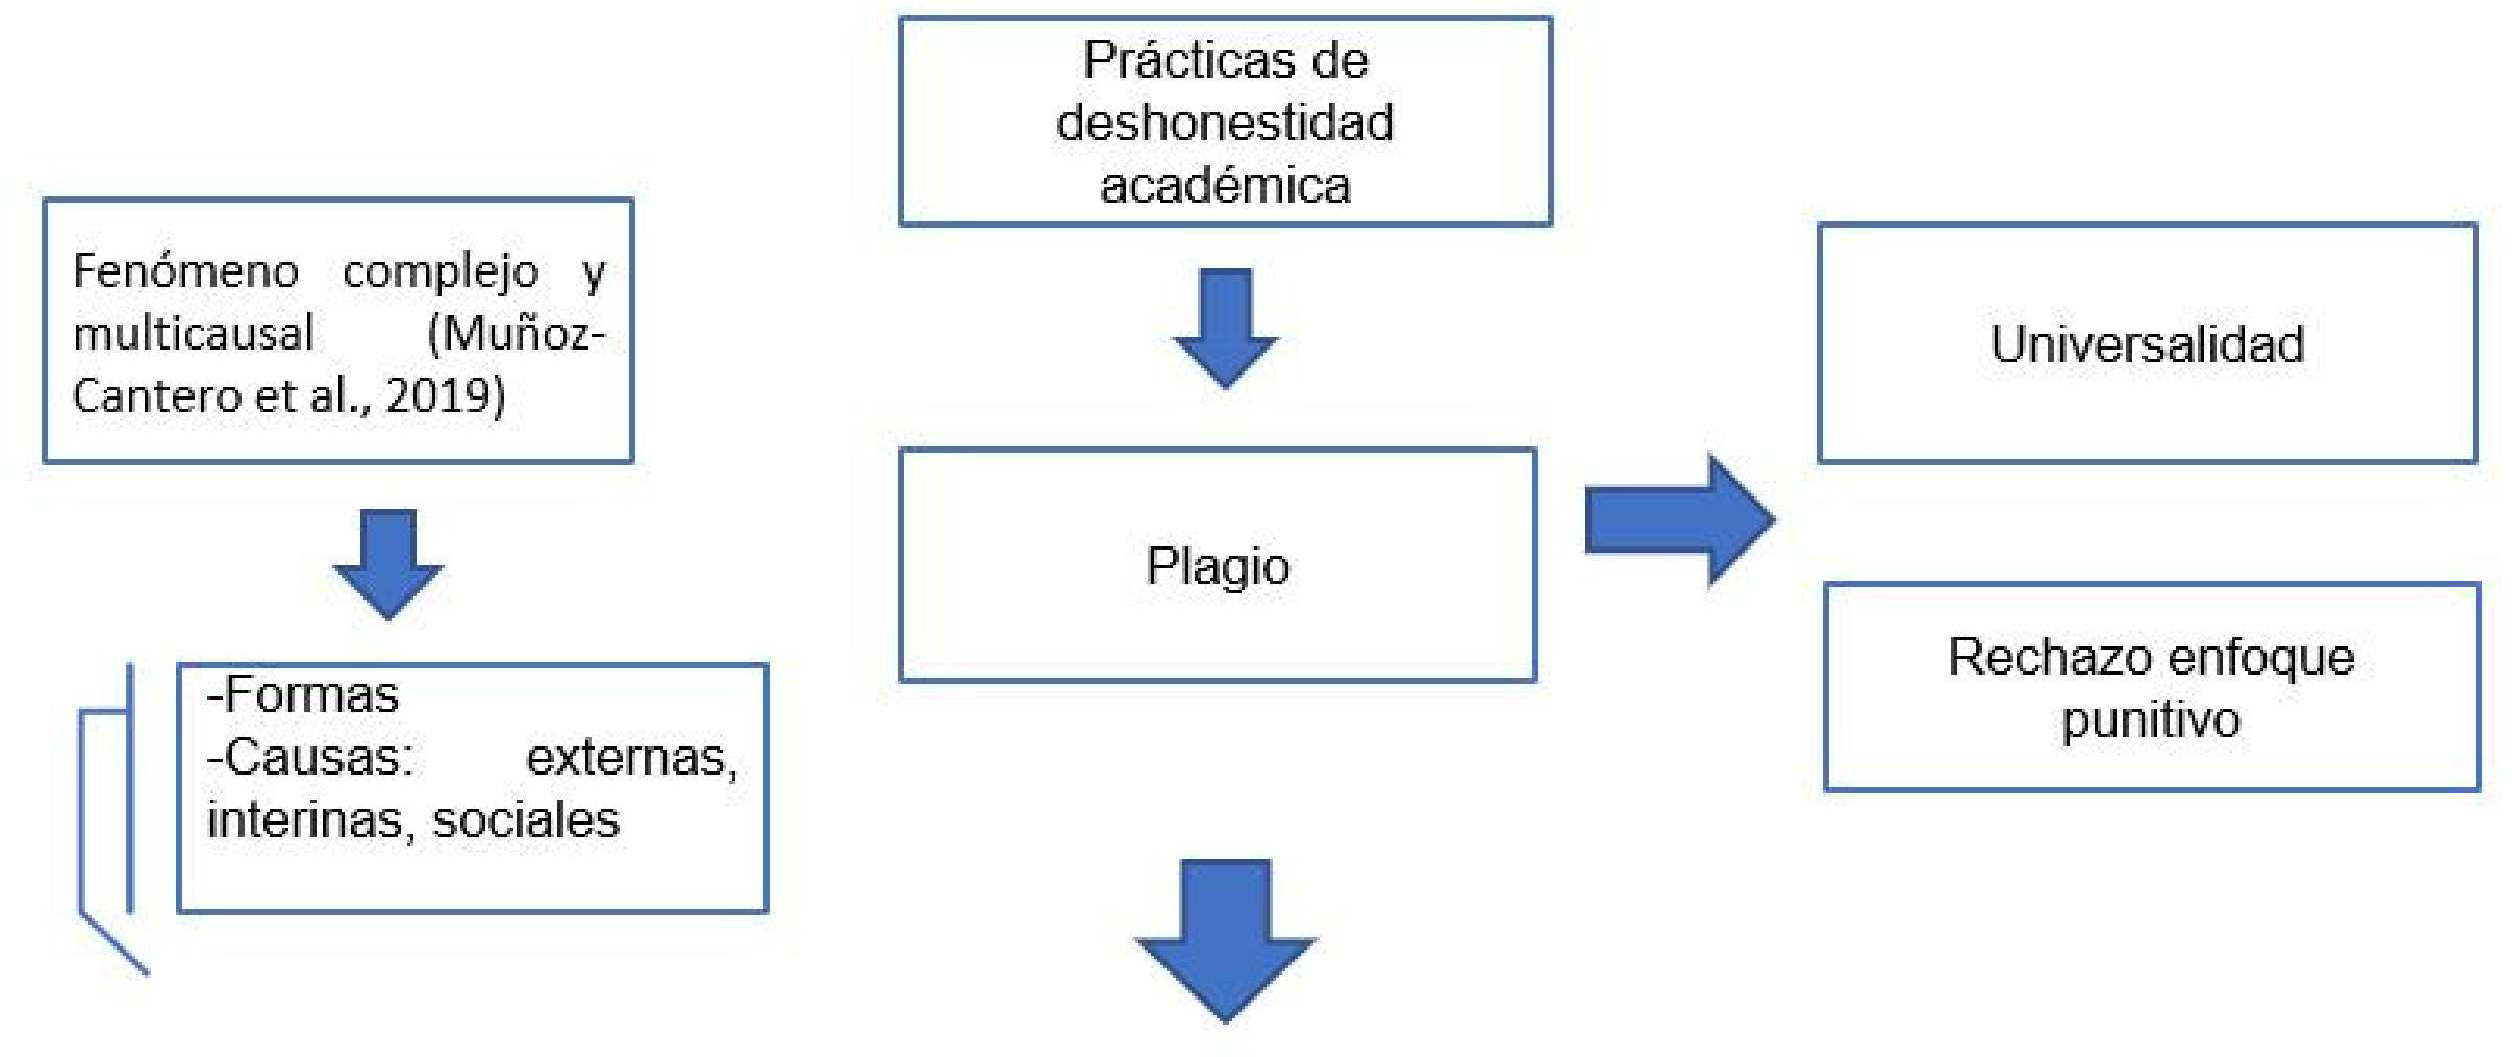 Prácticas de
deshonestidad
académica
Fenómeno complejo y
multicausal (Muñoz-
Cantero et al., 2019)
Universalidad
Plagio
Rechazo enfoque
punitivo
-Formas
-Causas: externas,
interinas, sociales